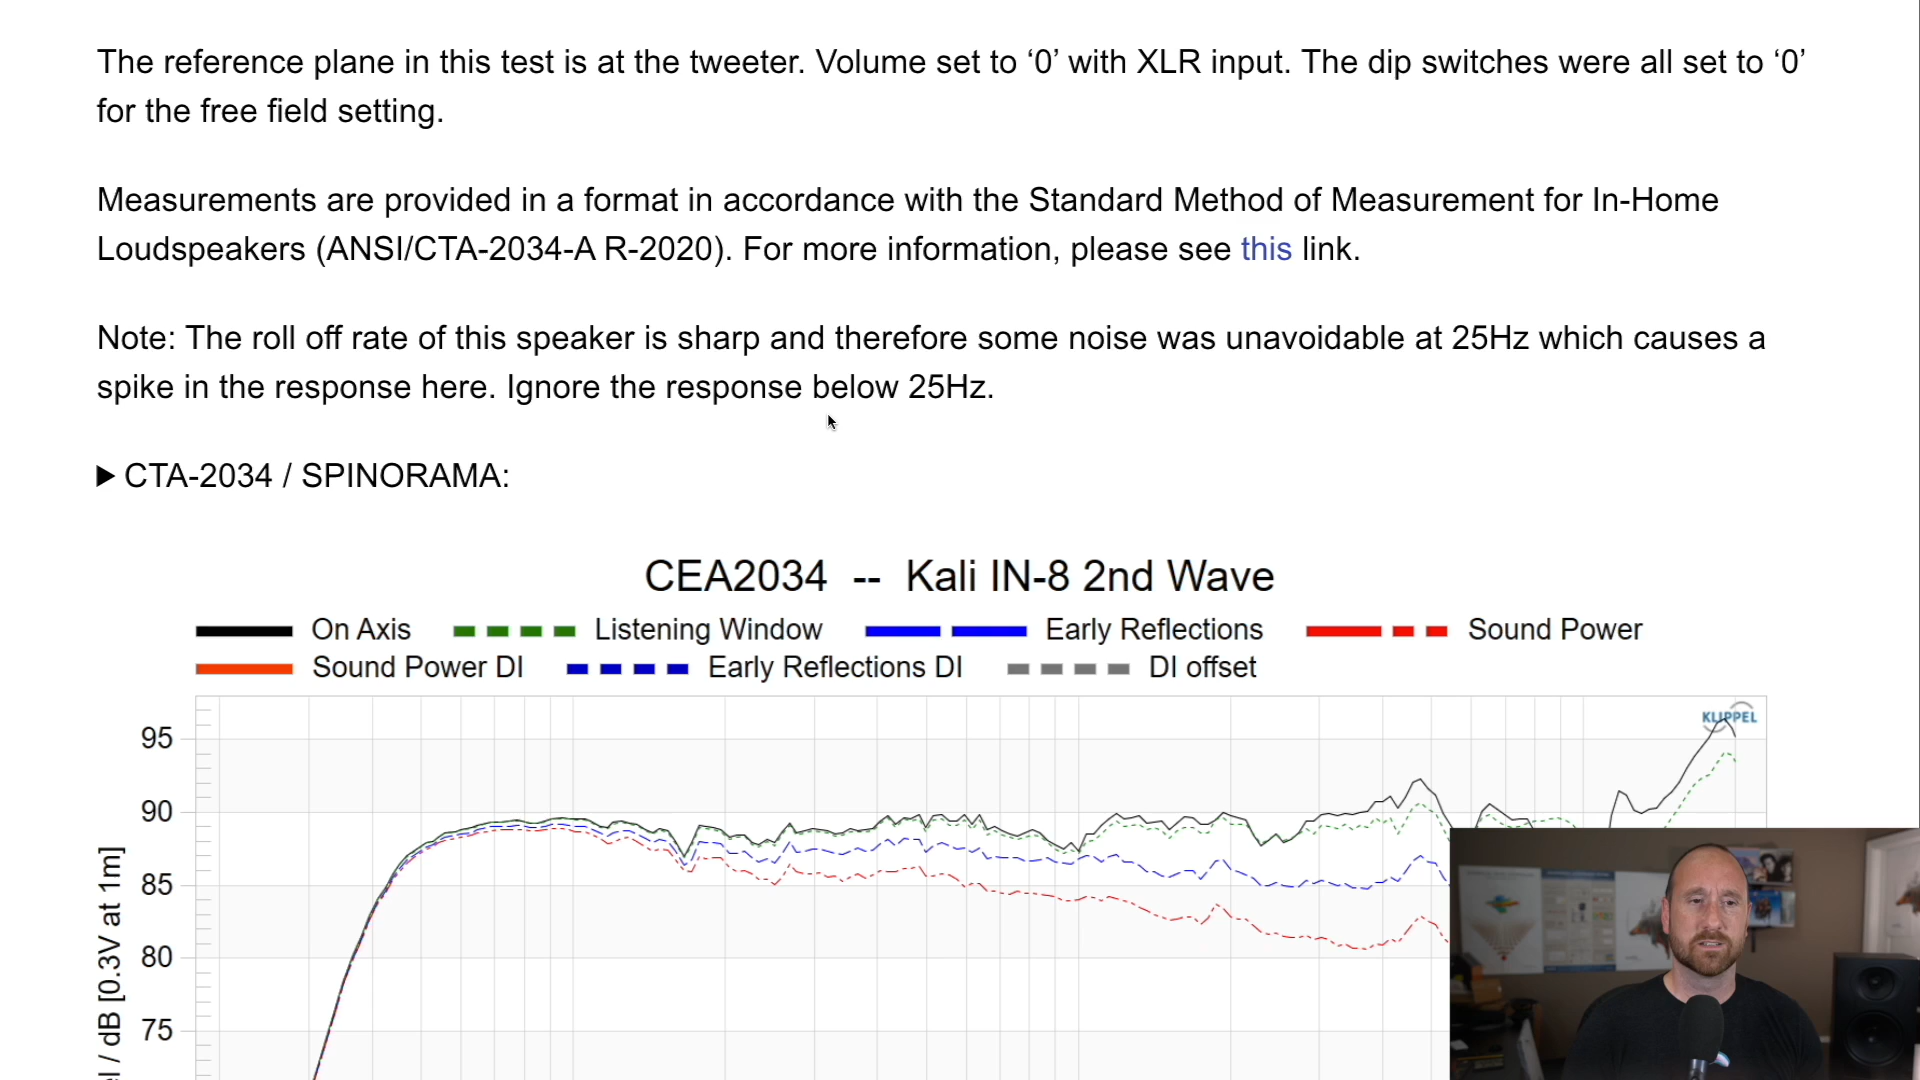 The reference plane in this test is at the tweeter. Volume set to ‘0’ with XLR input. The dip switches were all set to ‘0’
for the free field setting.
Measurements are provided in a format in accordance with the Standard Method of Measurement for In-Home
Loudspeakers (ANSI/CTA-2034-A R-2020). For more information, please see this link.
Note: The roll off rate of this speaker is sharp and therefore some noise was unavoidable at 25Hz which causes a
spike in the response here. Ignore the response below 25Hz.
▶ CTA-2034 / SPINORAMA:
CEA2034 -- Kali IN-8 2nd Wave
On Axis Listening Window Early Reflections Sound Power
Sound Power DI Early Reflections DI DI offset
KLIPPEL
95
90
85
80
75
/ dB [0.3V at 1m]